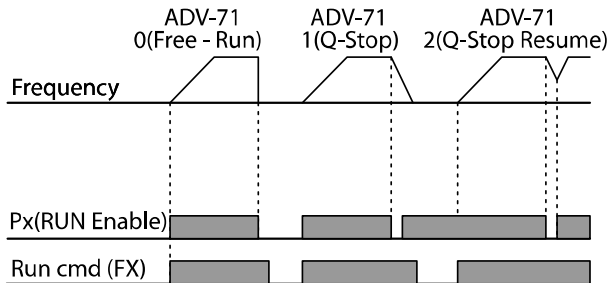 ADV-71
0(Free - Run)
ADV-71
1(Q-Stop)
ADV-71
2(Q-Stop Resume)
Frequency
Px(RUN Enable)
Run cmd (FX)